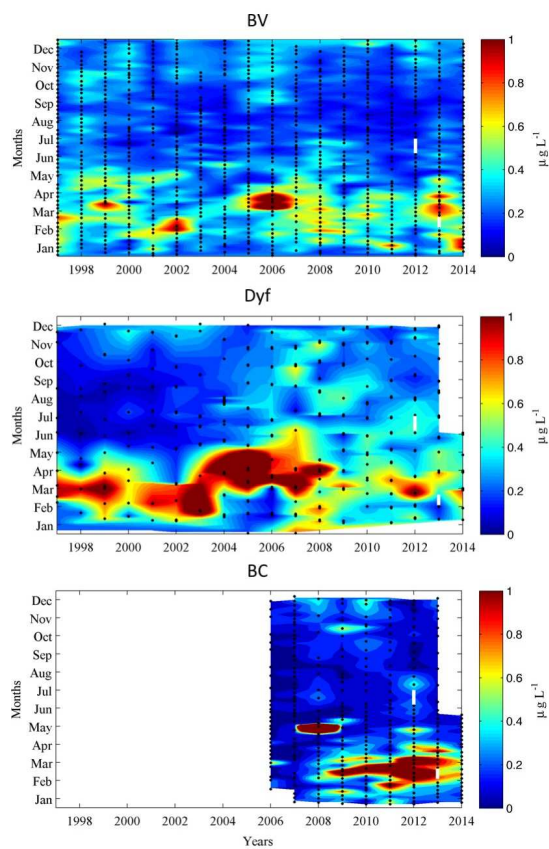 BV
Dec
Nov
Oct
Sep
Aug
Jul
Jun
May
Apr
Mar
Feb
Jan
Months
1998 2000 2002 2004 2006 2008 2010 2012 2014
1
0.8
0.6
0.4
0.2
0
µ g L⁻¹
Dyf
Dec
Nov
Oct
Sep
Aug
Jul
Jun
May
Apr
Mar
Feb
Jan
Months
1998 2000 2002 2004 2006 2008 2010 2012 2014
1
0.8
0.6
0.4
0.2
0
µ g L⁻¹
BC
Dec
Nov
Oct
Sep
Aug
Jul
Jun
May
Apr
Mar
Feb
Jan
Months
1998 2000 2002 2004 2006 2008 2010 2012 2014
Years
1
0.8
0.6
0.4
0.2
0
µ g L⁻¹